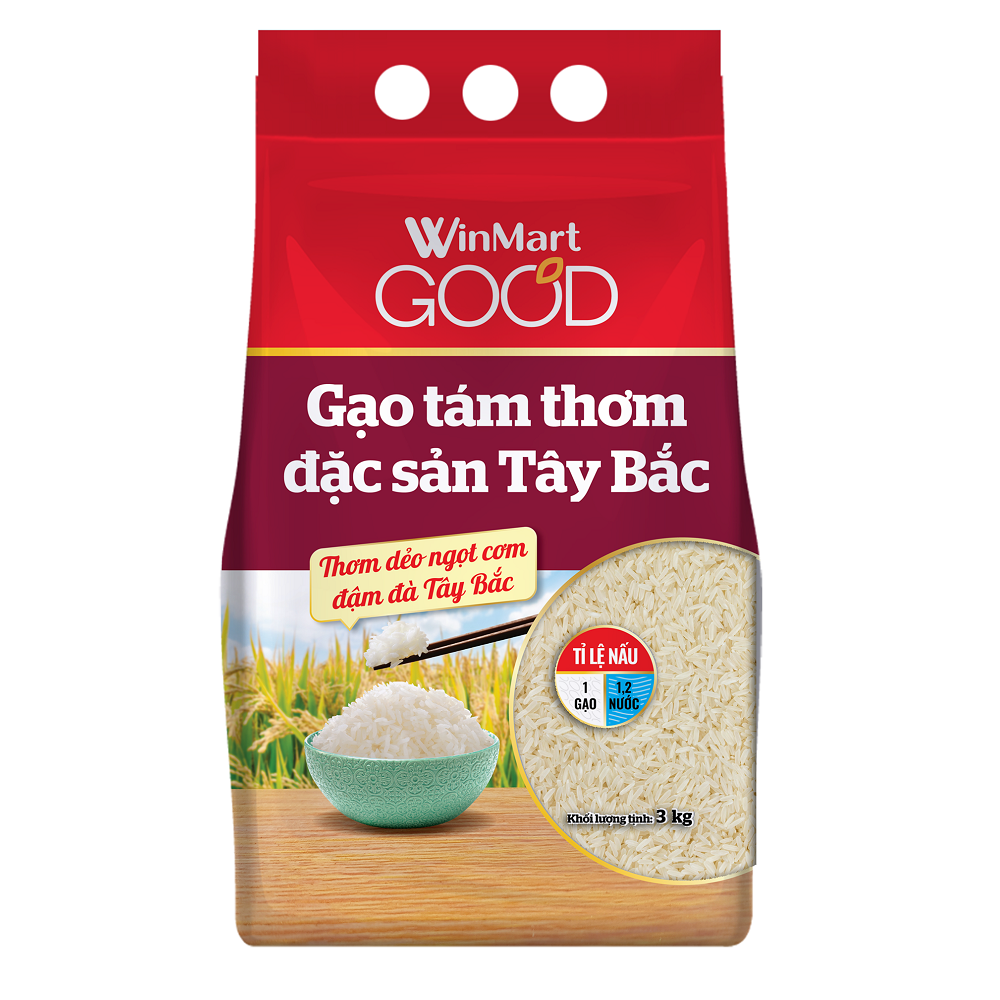 WinMart
GOOD
Gạo tám thơm
đặc sản Tây Bắc
Thơm dẻo ngọt cơm
đậm đà Tây Bắc
TỈ LỆ NẤU
1
GẠO
1,2
NƯỚC
Khối lượng tịnh: 3 kg